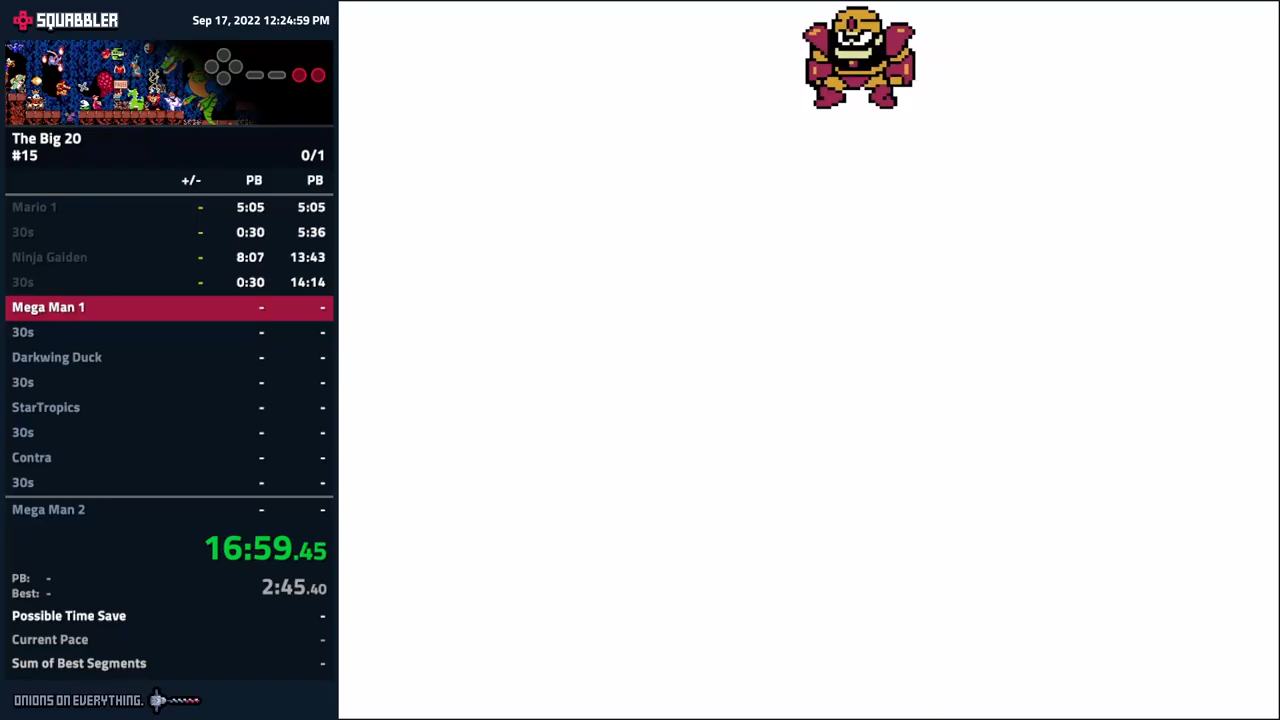 SQUABBLER
Sep 17, 2022 12:24:59 PM
The Big 20
#15 0/1
+/- PB PB
Mario 1 - 5:05 5:05
30s - 0:30 5:36
Ninja Gaiden - 8:07 13:43
30s - 0:30 14:14
Mega Man 1 - -
30s - -
Darkwing Duck - -
30s - -
StarTropics - -
30s - -
Contra - -
30s - -
Mega Man 2 - -
16:59.45
PB: -
Best: -
2:45.40
Possible Time Save -
Current Pace -
Sum of Best Segments -
ONIONS ON EVERYTHING.